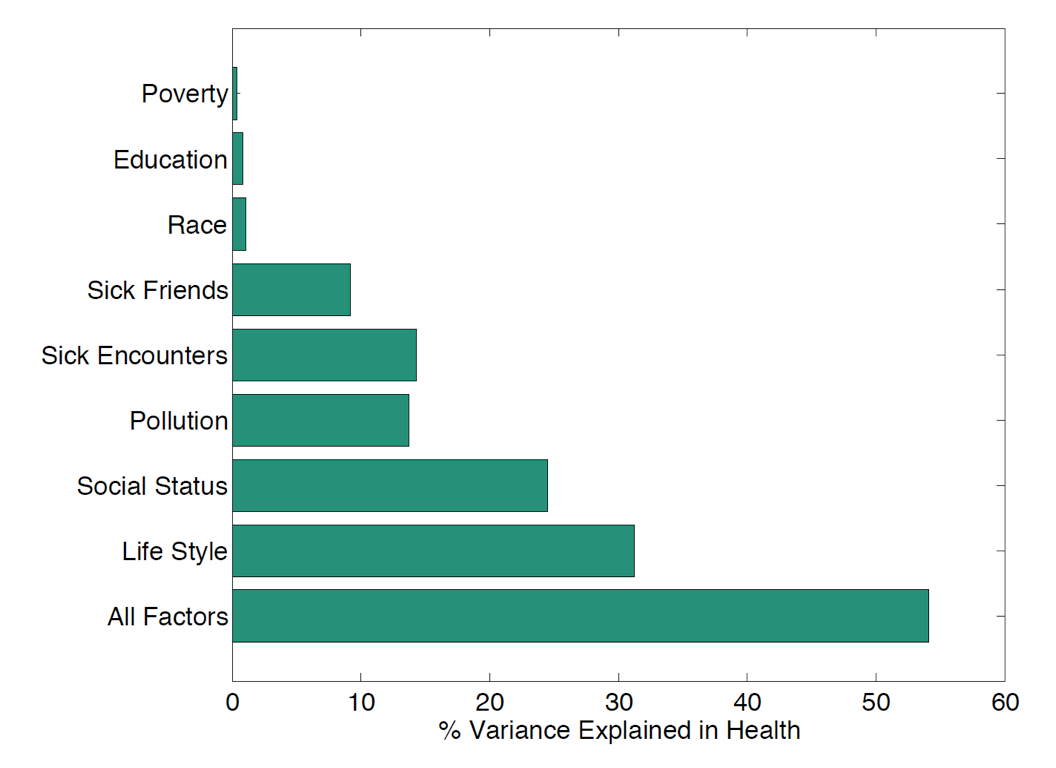 Poverty
Education
Race
Sick Friends
Sick Encounters
Pollution
Social Status
Life Style
All Factors
0 10 20 30 40 50 60
% Variance Explained in Health